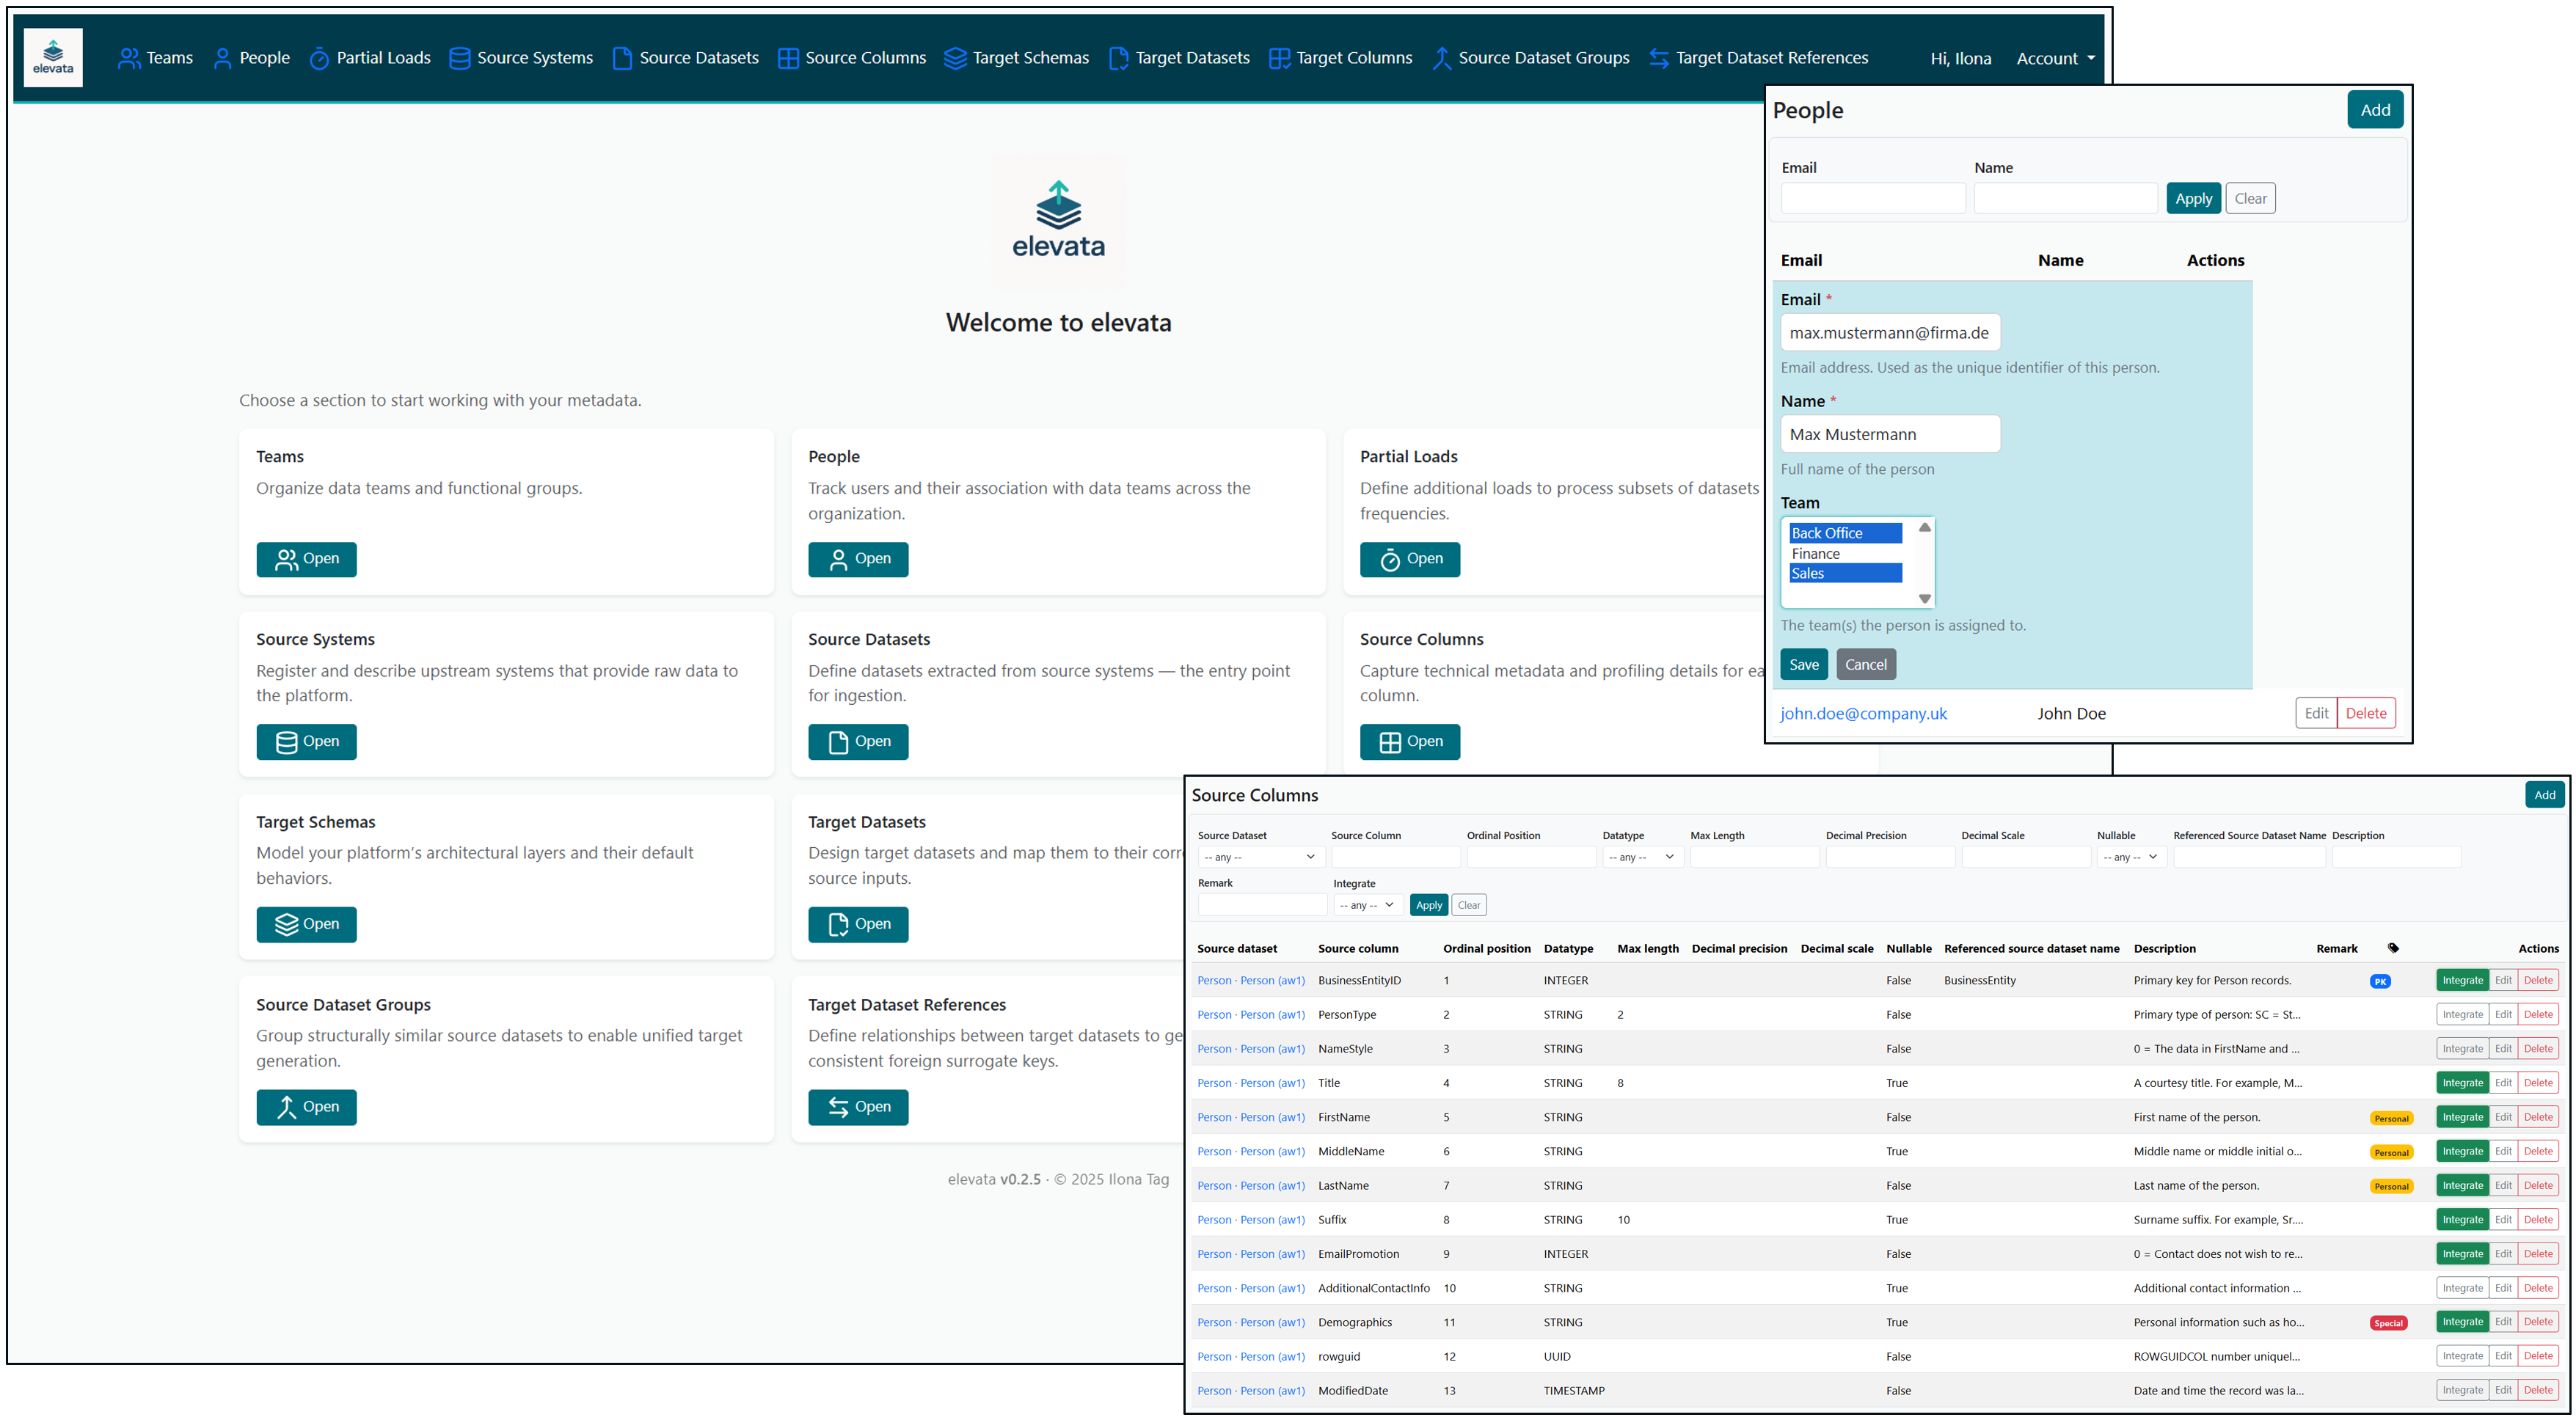 elevata
Teams People Partial Loads Source Systems Source Datasets Source Columns Target Schemas Target Datasets Target Columns Source Dataset Groups Target Dataset References Hi, Ilona Account
elevata
Welcome to elevata
Choose a section to start working with your metadata.
Teams
Organize data teams and functional groups.
Open
People
Track users and their association with data teams across the
organization.
Open
Partial Loads
Define additional loads to process subsets of datasets
frequencies.
Open
Source Systems
Register and describe upstream systems that provide raw data to
the platform.
Open
Source Datasets
Define datasets extracted from source systems — the entry point
for ingestion.
Open
Source Columns
Capture technical metadata and profiling details for ea
column.
Open
Target Schemas
Model your platform’s architectural layers and their default
behaviors.
Open
Target Datasets
Design target datasets and map them to their corre
source inputs.
Open
Source Dataset Groups
Group structurally similar source datasets to enable unified target
generation.
Open
Target Dataset References
Define relationships between target datasets to ge
consistent foreign surrogate keys.
Open
elevata v0.2.5 · © 2025 Ilona Tag
People Add
Email Name
Apply Clear
Email Name Actions
Email *
max.mustermann@firma.de
Email address. Used as the unique identifier of this person.
Name *
Max Mustermann
Full name of the person
Team
Back Office
Finance
Sales
The team(s) the person is assigned to.
Save Cancel
john.doe@company.uk John Doe Edit Delete
Source Columns Add
Source Dataset Source Column Ordinal Position Datatype Max Length Decimal Precision Decimal Scale Nullable Referenced Source Dataset Name Description
-- any -- -- any -- -- any --
Remark Integrate
-- any -- Apply Clear
Source dataset Source column Ordinal position Datatype Max length Decimal precision Decimal scale Nullable Referenced source dataset name Description Remark Actions
Person · Person (aw1) BusinessEntityID 1 INTEGER False BusinessEntity Primary key for Person records. PK Integrate Edit Delete
Person · Person (aw1) PersonType 2 STRING 2 False Primary type of person: SC = St... Integrate Edit Delete
Person · Person (aw1) NameStyle 3 STRING False 0 = The data in FirstName and ... Integrate Edit Delete
Person · Person (aw1) Title 4 STRING 8 True A courtesy title. For example, M... Integrate Edit Delete
Person · Person (aw1) FirstName 5 STRING False First name of the person. Personal Integrate Edit Delete
Person · Person (aw1) MiddleName 6 STRING True Middle name or middle initial o... Personal Integrate Edit Delete
Person · Person (aw1) LastName 7 STRING False Last name of the person. Personal Integrate Edit Delete
Person · Person (aw1) Suffix 8 STRING 10 True Surname suffix. For example, Sr.... Integrate Edit Delete
Person · Person (aw1) EmailPromotion 9 INTEGER False 0 = Contact does not wish to re... Integrate Edit Delete
Person · Person (aw1) AdditionalContactInfo 10 STRING True Additional contact information ... Integrate Edit Delete
Person · Person (aw1) Demographics 11 STRING True Personal information such as ho... Special Integrate Edit Delete
Person · Person (aw1) rowguid 12 UUID False ROWGUIDCOL number uniquel... Integrate Edit Delete
Person · Person (aw1) ModifiedDate 13 TIMESTAMP False Date and time the record was la... Integrate Edit Delete